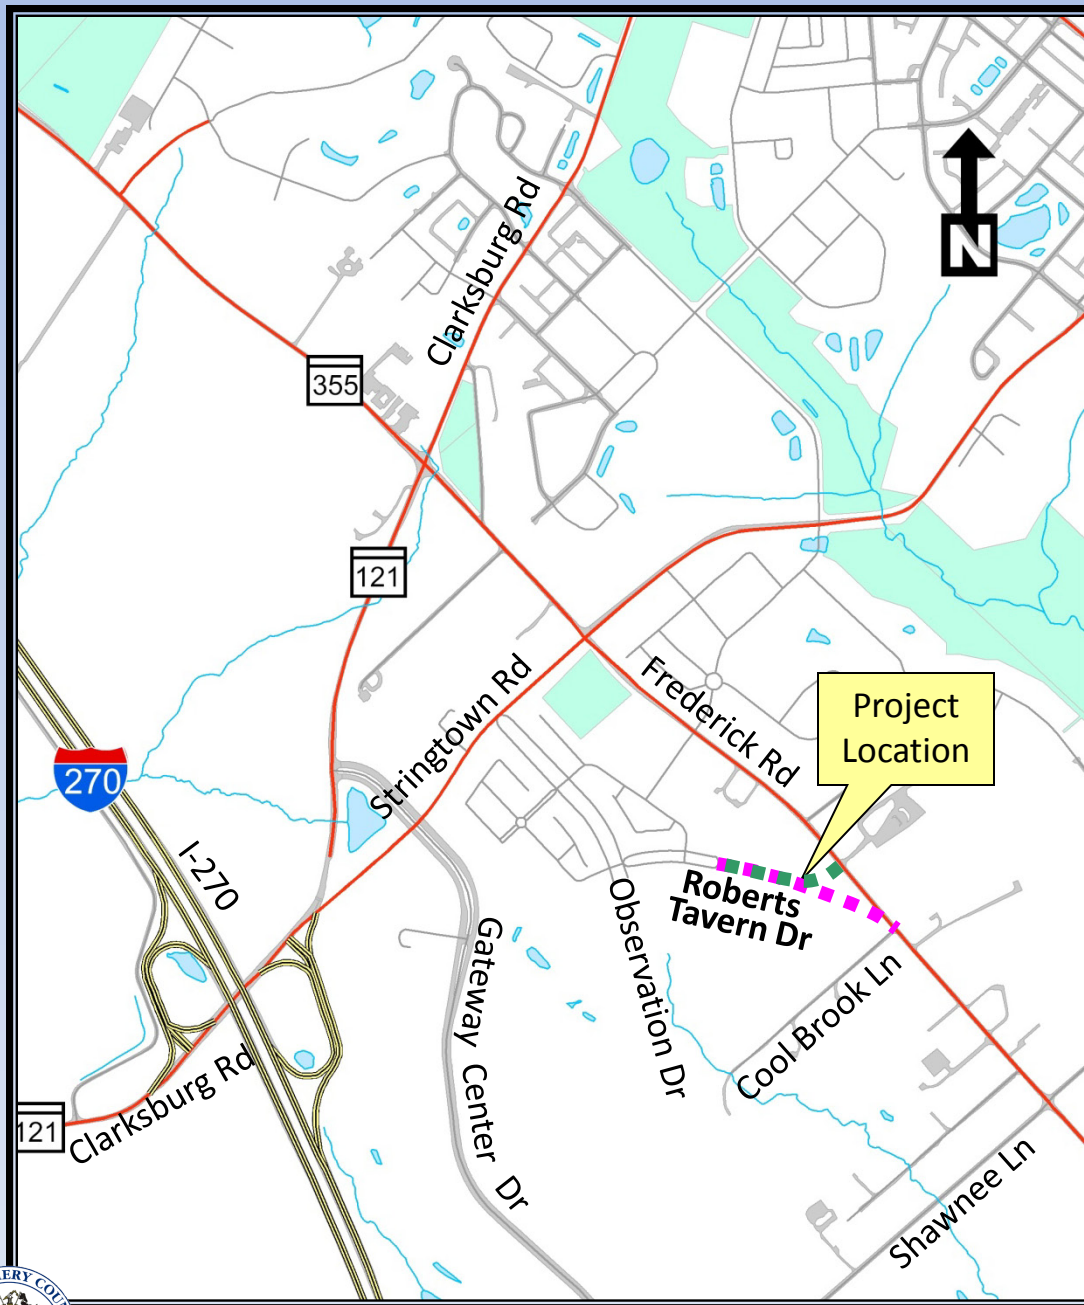 Clarksburg Rd
N
355
121
Stringtown Rd
Frederick Rd
Project
Location
270
I-270
Roberts
Tavern Dr
Observation Dr
Gateway Center Dr
Cool Brook Ln
Clarksburg Rd
121
Shawnee Ln